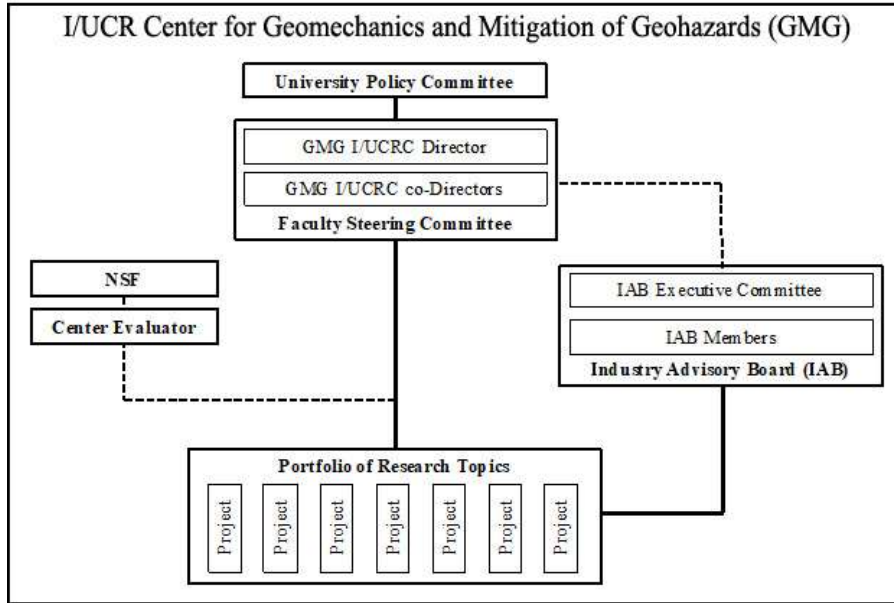 I/UCR Center for Geomechanics and Mitigation of Geohazards (GMG)
University Policy Committee
GMG I/UCRC Director
GMG I/UCRC co-Directors
Faculty Steering Committee
NSF
Center Evaluator
IAB Executive Committee
IAB Members
Industry Advisory Board (IAB)
Portfolio of Research Topics
Project
Project
Project
Project
Project
Project
Project